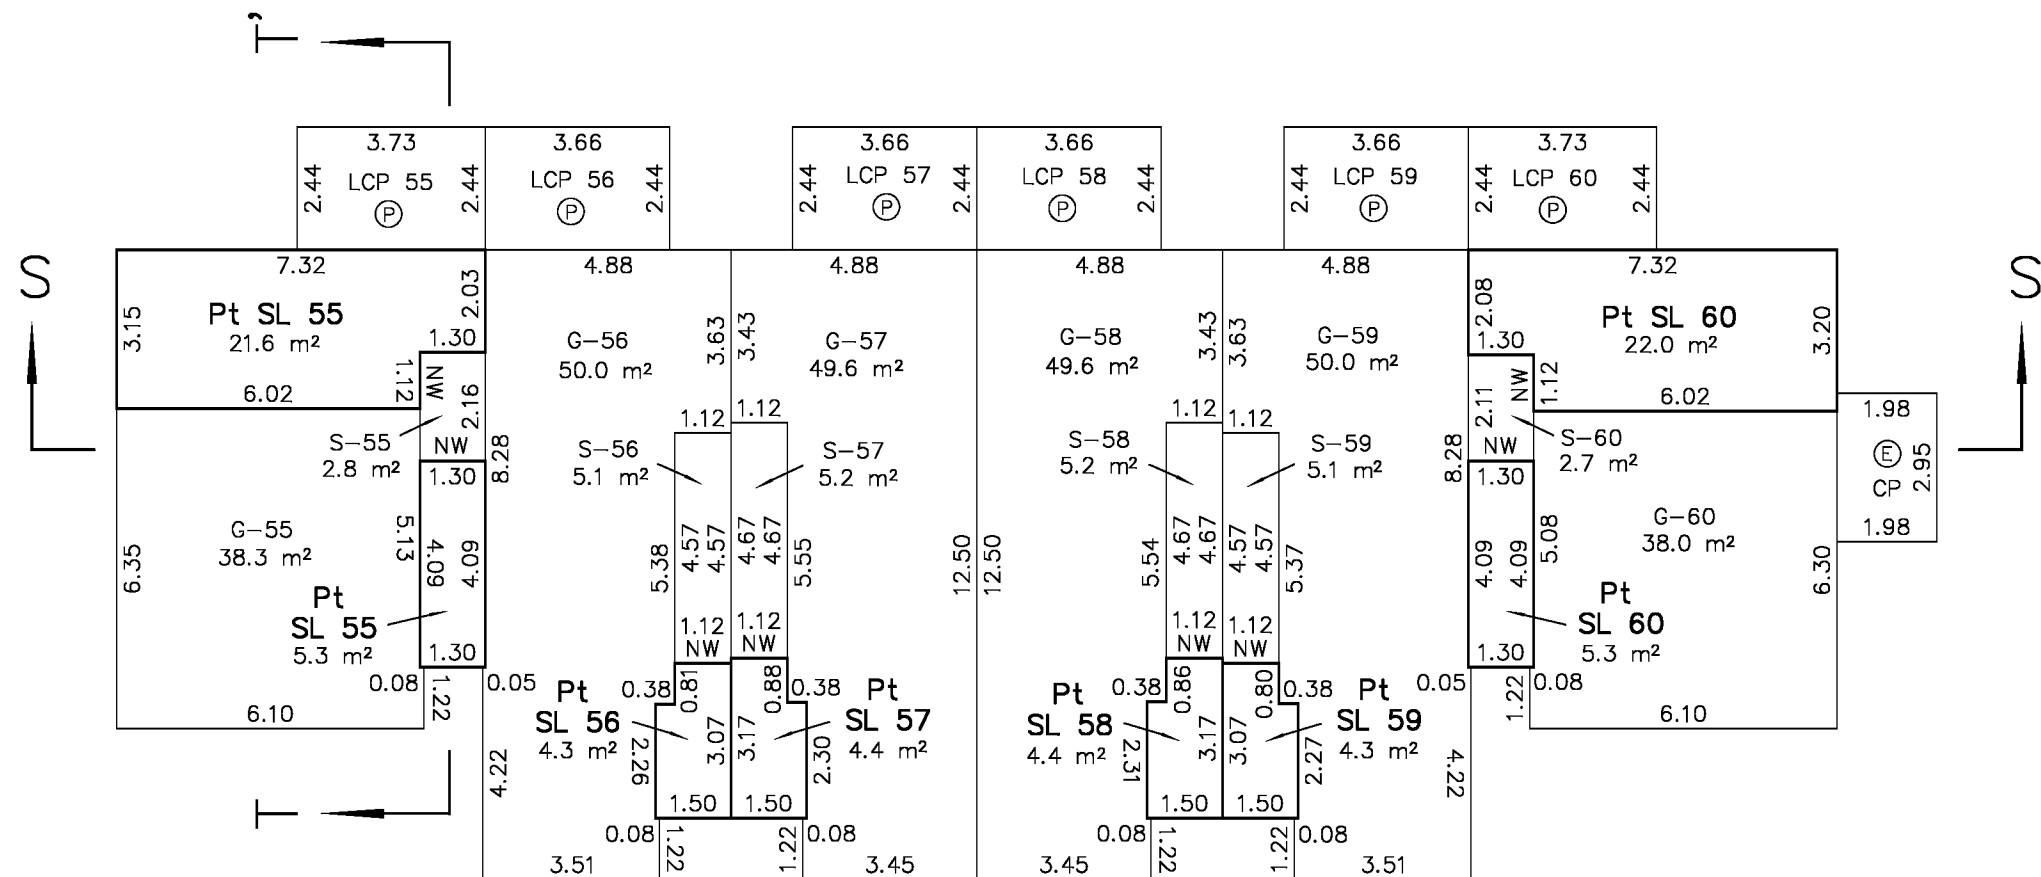 3.73
3.66
3.66
3.66
3.66
3.73
2.44
LCP 55
P
2.44
LCP 56
P
2.44
2.44
LCP 57
P
2.44
LCP 58
P
2.44
2.44
LCP 59
P
2.44
LCP 60
P
2.44
S
S
7.32
3.15
Pt SL 55
21.6 m²
2.03
1.30
1.12
6.02
NW
2.16
NW
S-55
2.8 m²
8.28
1.30
G-55
38.3 m²
6.35
5.13
4.09
4.09
Pt
SL 55
5.3 m²
1.30
0.08
1.22
0.05
6.10
4.22
4.88
G-56
50.0 m²
3.63
1.12
S-56
5.1 m²
5.38
4.57
4.57
1.12
NW
0.38
0.81
Pt
SL 56
4.3 m²
2.26
3.07
1.50
0.08
1.22
3.51
4.88
3.43
G-57
49.6 m²
1.12
S-57
5.2 m²
4.67
4.67
5.55
12.50
1.12
0.88
0.38
Pt
SL 57
4.4 m²
3.17
2.30
1.50
1.22
0.08
3.45
4.88
G-58
49.6 m²
3.43
1.12
S-58
5.2 m²
12.50
5.54
4.67
4.67
1.12
NW
0.38
0.86
Pt
SL 58
4.4 m²
2.31
3.17
1.50
0.08
1.22
3.45
4.88
3.63
G-59
50.0 m²
1.12
S-59
5.1 m²
4.57
4.57
5.37
8.28
1.12
NW
0.80
0.38
Pt
SL 59
4.3 m²
3.07
2.27
1.50
1.22
0.08
3.51
0.05
4.22
7.32
2.08
Pt SL 60
22.0 m²
3.20
1.30
NW
1.12
6.02
2.11
NW
S-60
2.7 m²
1.30
G-60
38.0 m²
4.09
4.09
5.08
6.30
Pt
SL 60
5.3 m²
1.30
1.22
0.08
6.10
1.98
E
CP
2.95
1.98